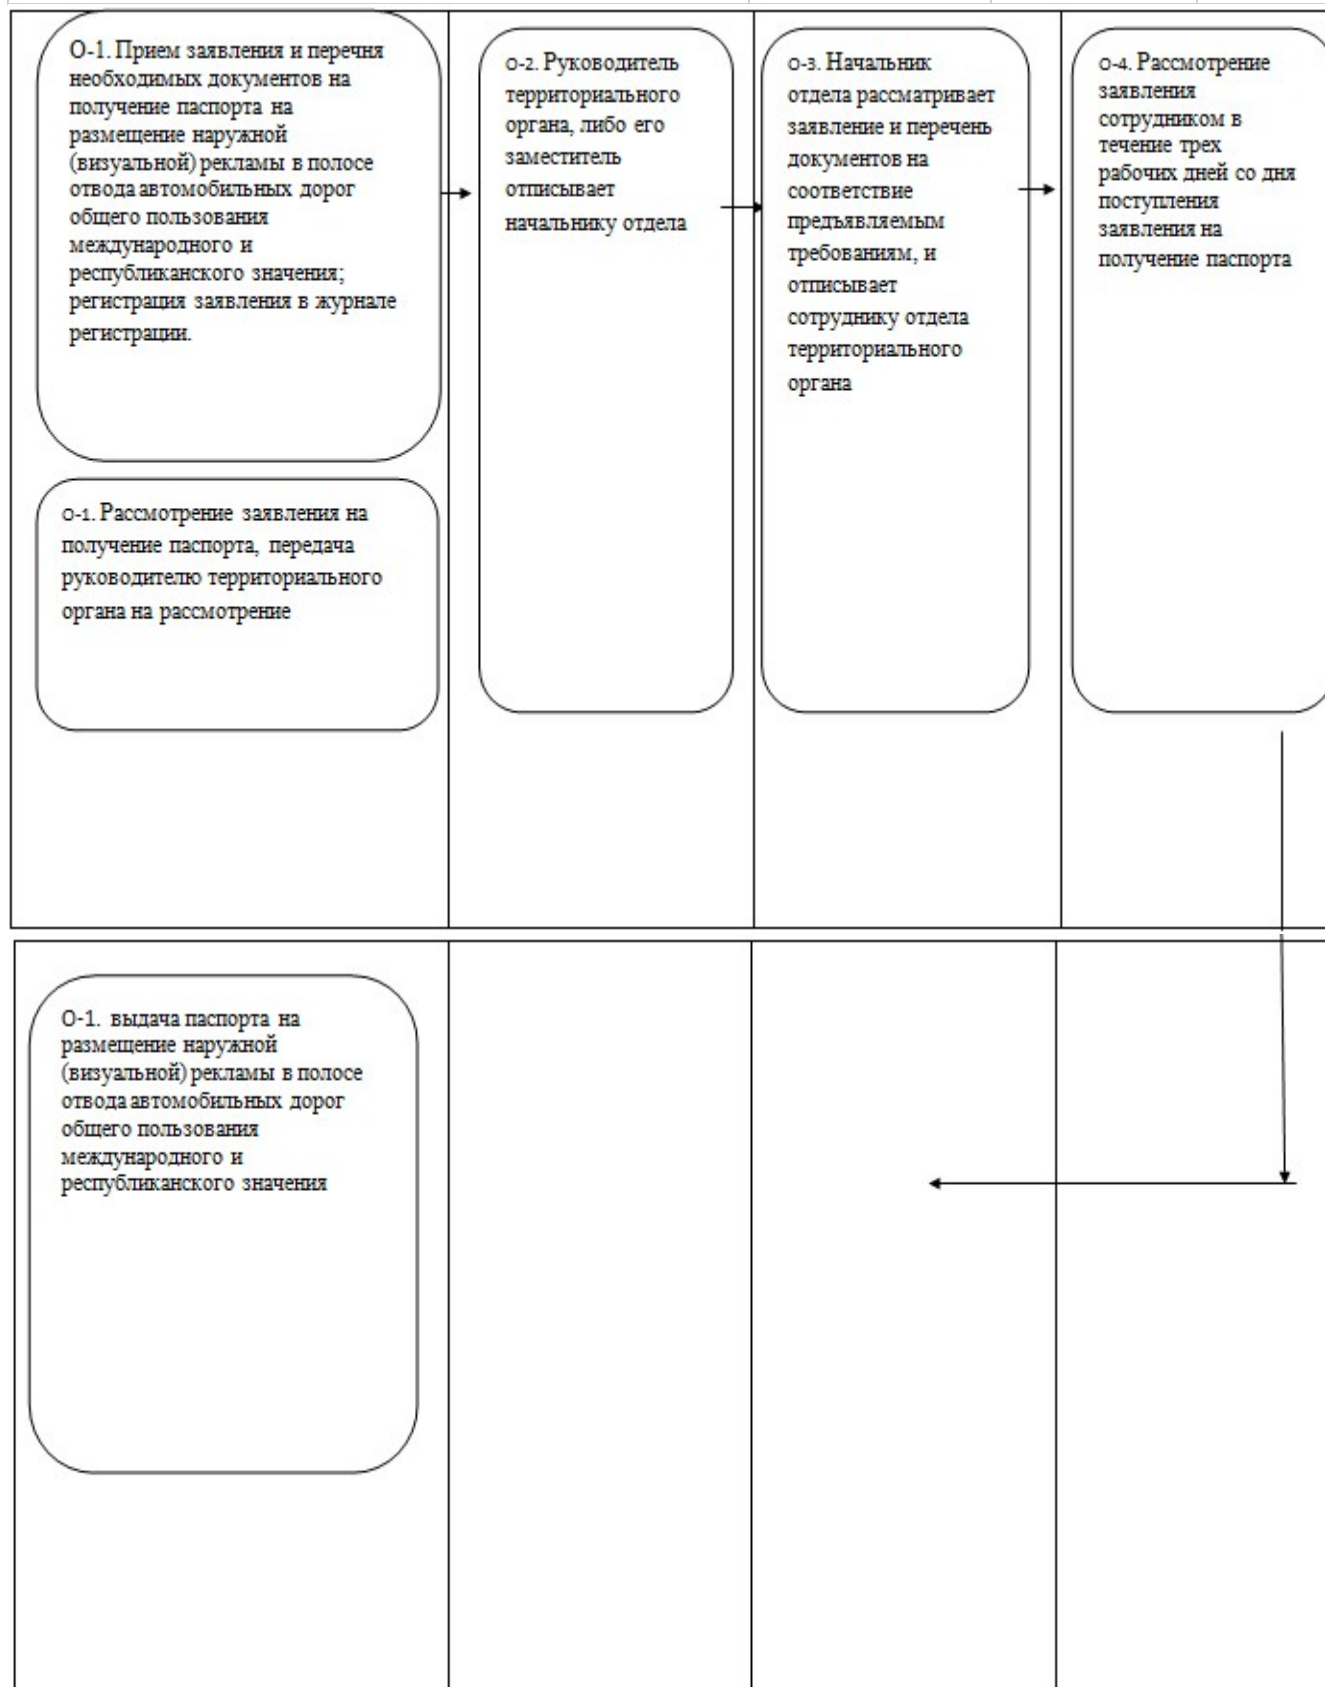 О-1. Прием заявления и перечня
необходимых документов на
получение паспорта на
размещение наружной
(визуальной) рекламы в полосе
отвода автомобильных дорог
общего пользования
международного и
республиканского значения;
регистрация заявления в журнале
регистрации.
О-1. Рассмотрение заявления на
получение паспорта, передача
руководителю территориального
органа на рассмотрение
О-2. Руководитель
территориального
органа, либо его
заместитель
отписывает
начальнику отдела
О-3. Начальник
отдела рассматривает
заявление и перечень
документов на
соответствие
предъявляемым
требованиям, и
отписывает
сотруднику отдела
территориального
органа
О-4. Рассмотрение
заявления
сотрудником в
течение трех
рабочих дней со дня
поступления
заявления на
получение паспорта
О-1. выдача паспорта на
размещение наружной
(визуальной) рекламы в полосе
отвода автомобильных дорог
общего пользования
международного и
республиканского значения